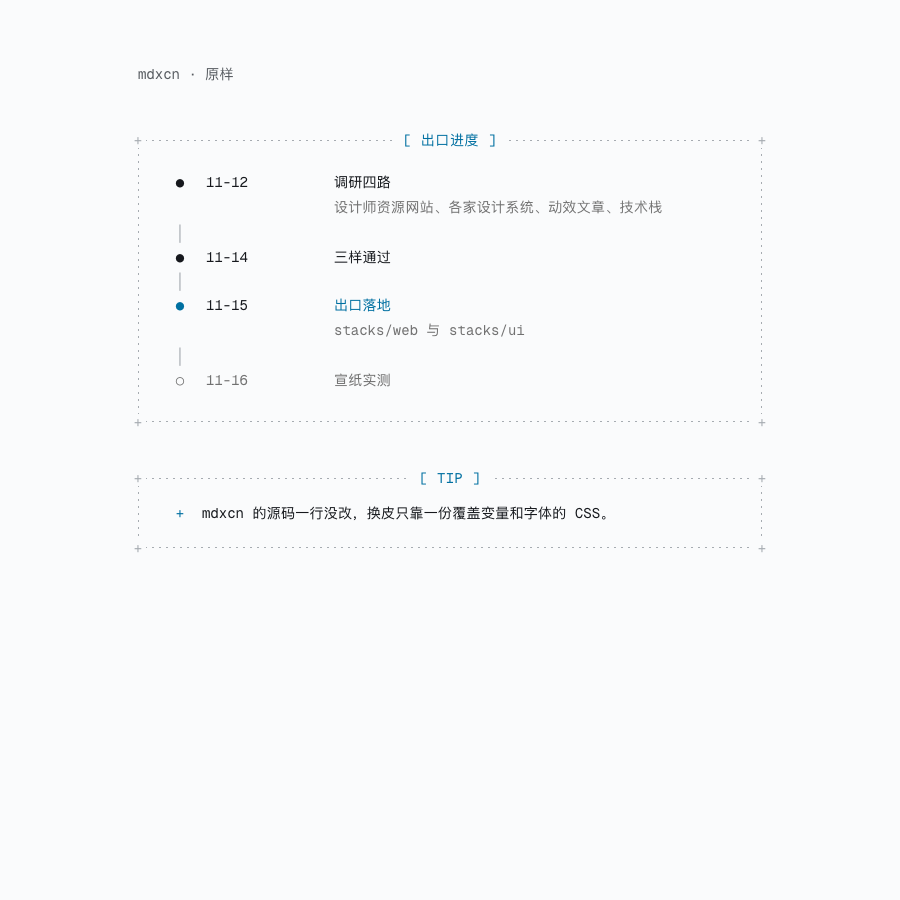 mdxcn · 原样
[ 出口进度 ]
11-12 调研四路
设计师资源网站、各家设计系统、动效文章、技术栈
11-14 三样通过
11-15 出口落地
stacks/web 与 stacks/ui
11-16 宣纸实测
[ TIP ]
+ mdxcn 的源码一行没改，换皮只靠一份覆盖变量和字体的 CSS。